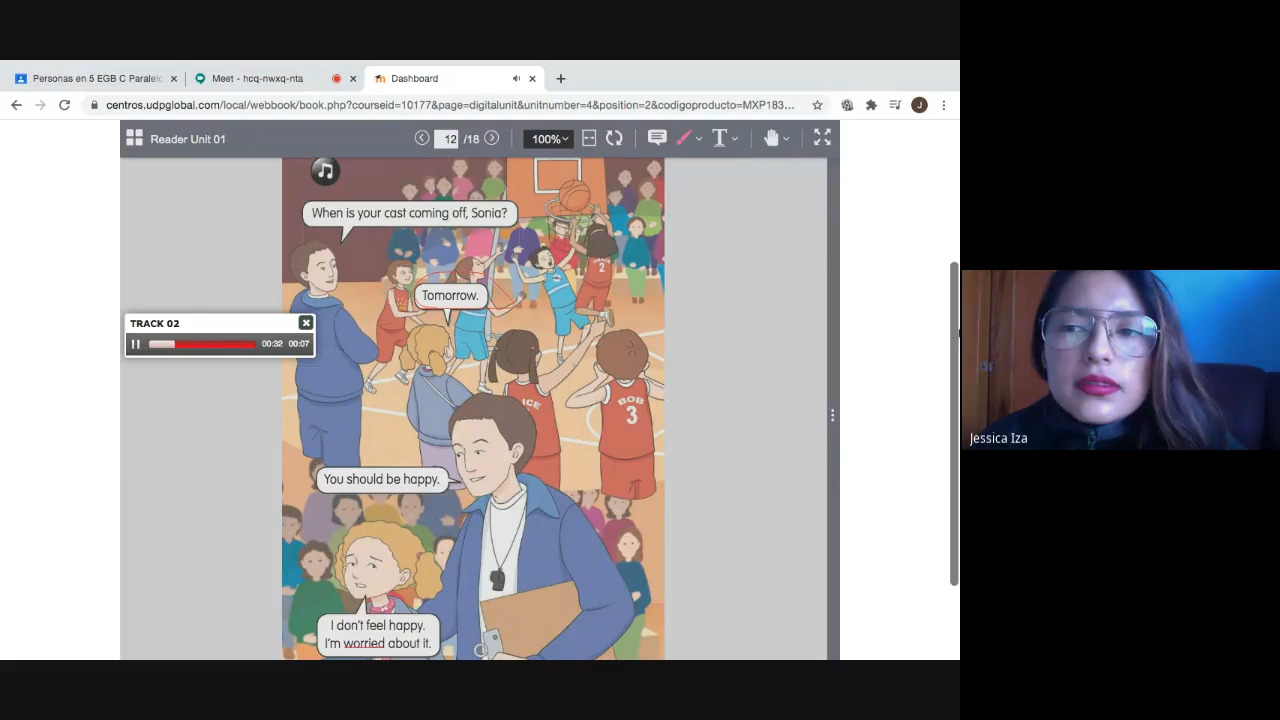 Personas en 5 EGB C Paralelo
Meet - hcq-nwxq-nta
Dashboard
centros.udpglobal.com/local/webbook/book.php?courseid=10177&page=digitalunit&unitnumber=4&position=2&codigoproducto=MXP183...
J
Reader Unit 01
12 /18
100%
T
When is your cast coming off, Sonia?
2
Tomorrow.
TRACK 02
00:32 00:07
ICE
BOB
3
You should be happy.
Jessica Iza
I don't feel happy.
I'm worried about it.